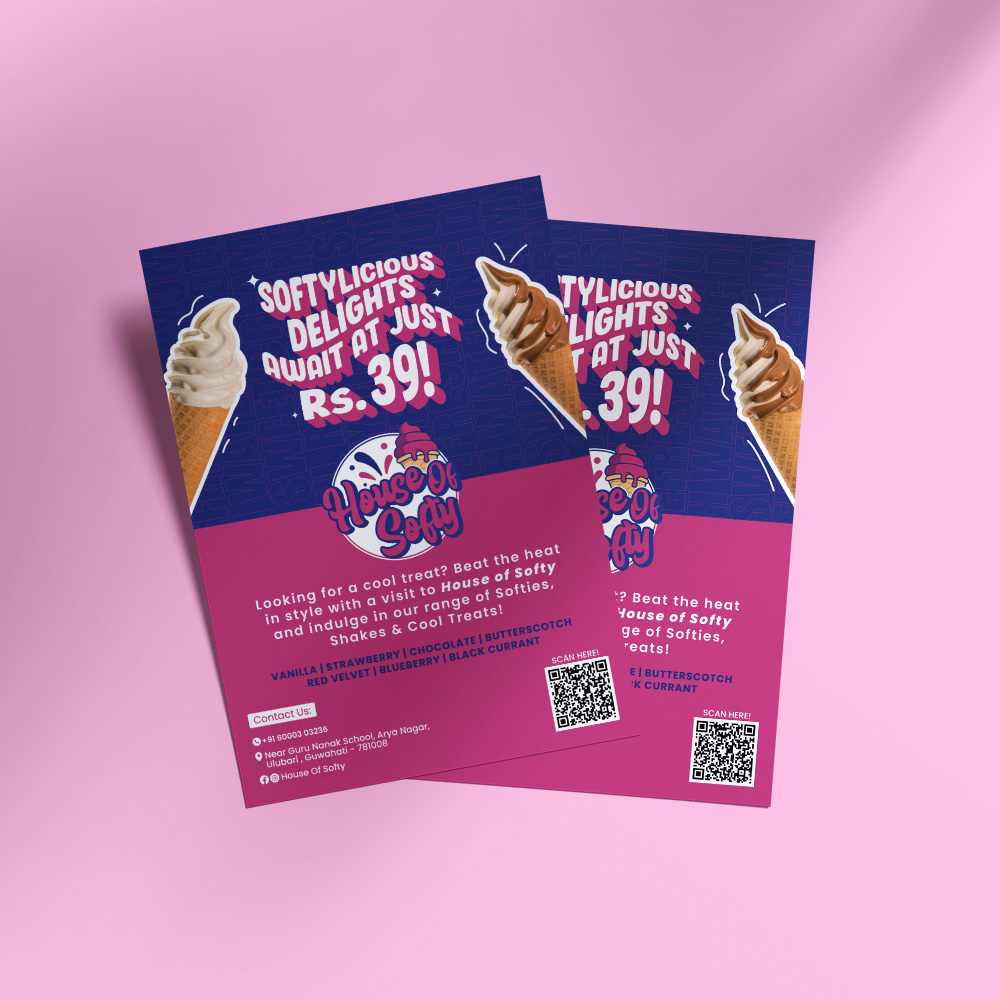 SOFTYLICIOUS
DELIGHTS
AWAIT AT JUST
Rs. 39!
House Of
Softy
Looking for a cool treat? Beat the heat
in style with a visit to House of Softy
and indulge in our range of Softies,
Shakes & Cool Treats!
VANILLA | STRAWBERRY | CHOCOLATE | BUTTERSCOTCH
RED VELVET | BLUEBERRY | BLACK CURRANT
SCAN HERE!
Contact Us:
+91 60003 03236
Near Guru Nanak School, Arya Nagar,
Ulubari , Guwahati - 781008
House Of Softy
TYLICIOUS
LIGHTS
T AT JUST
. 39!
se Of
fty
t? Beat the heat
House of Softy
ge of Softies,
reats!
E | BUTTERSCOTCH
K CURRANT
SCAN HERE!